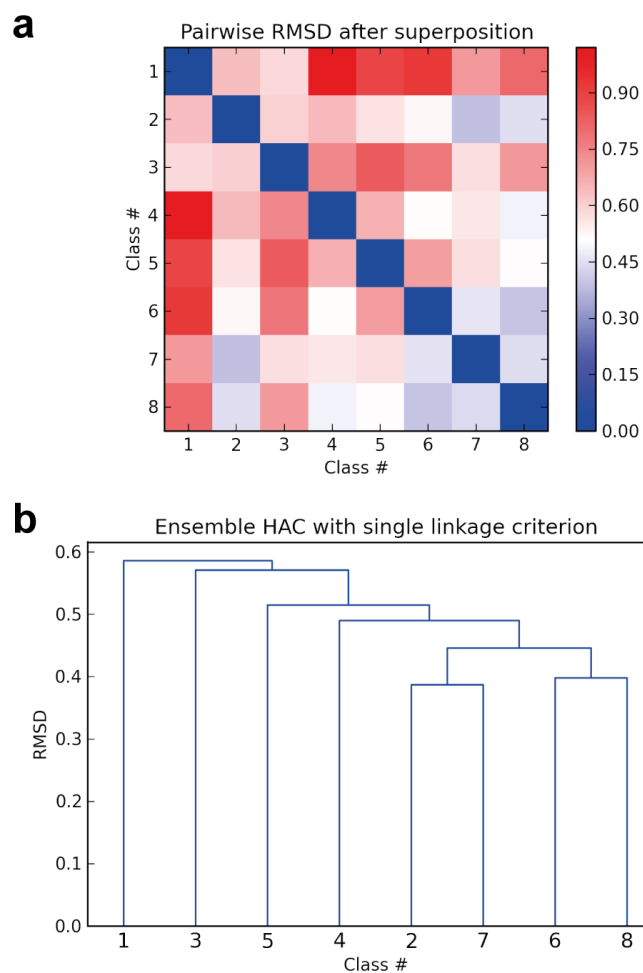 a
Pairwise RMSD after superposition
1
2
3
4
5
6
7
8
Class #
1 2 3 4 5 6 7 8
Class #
0.90
0.75
0.60
0.45
0.30
0.15
0.00
b
Ensemble HAC with single linkage criterion
0.6
0.5
0.4
0.3
0.2
0.1
0.0
RMSD
1 3 5 4 2 7 6 8
Class #